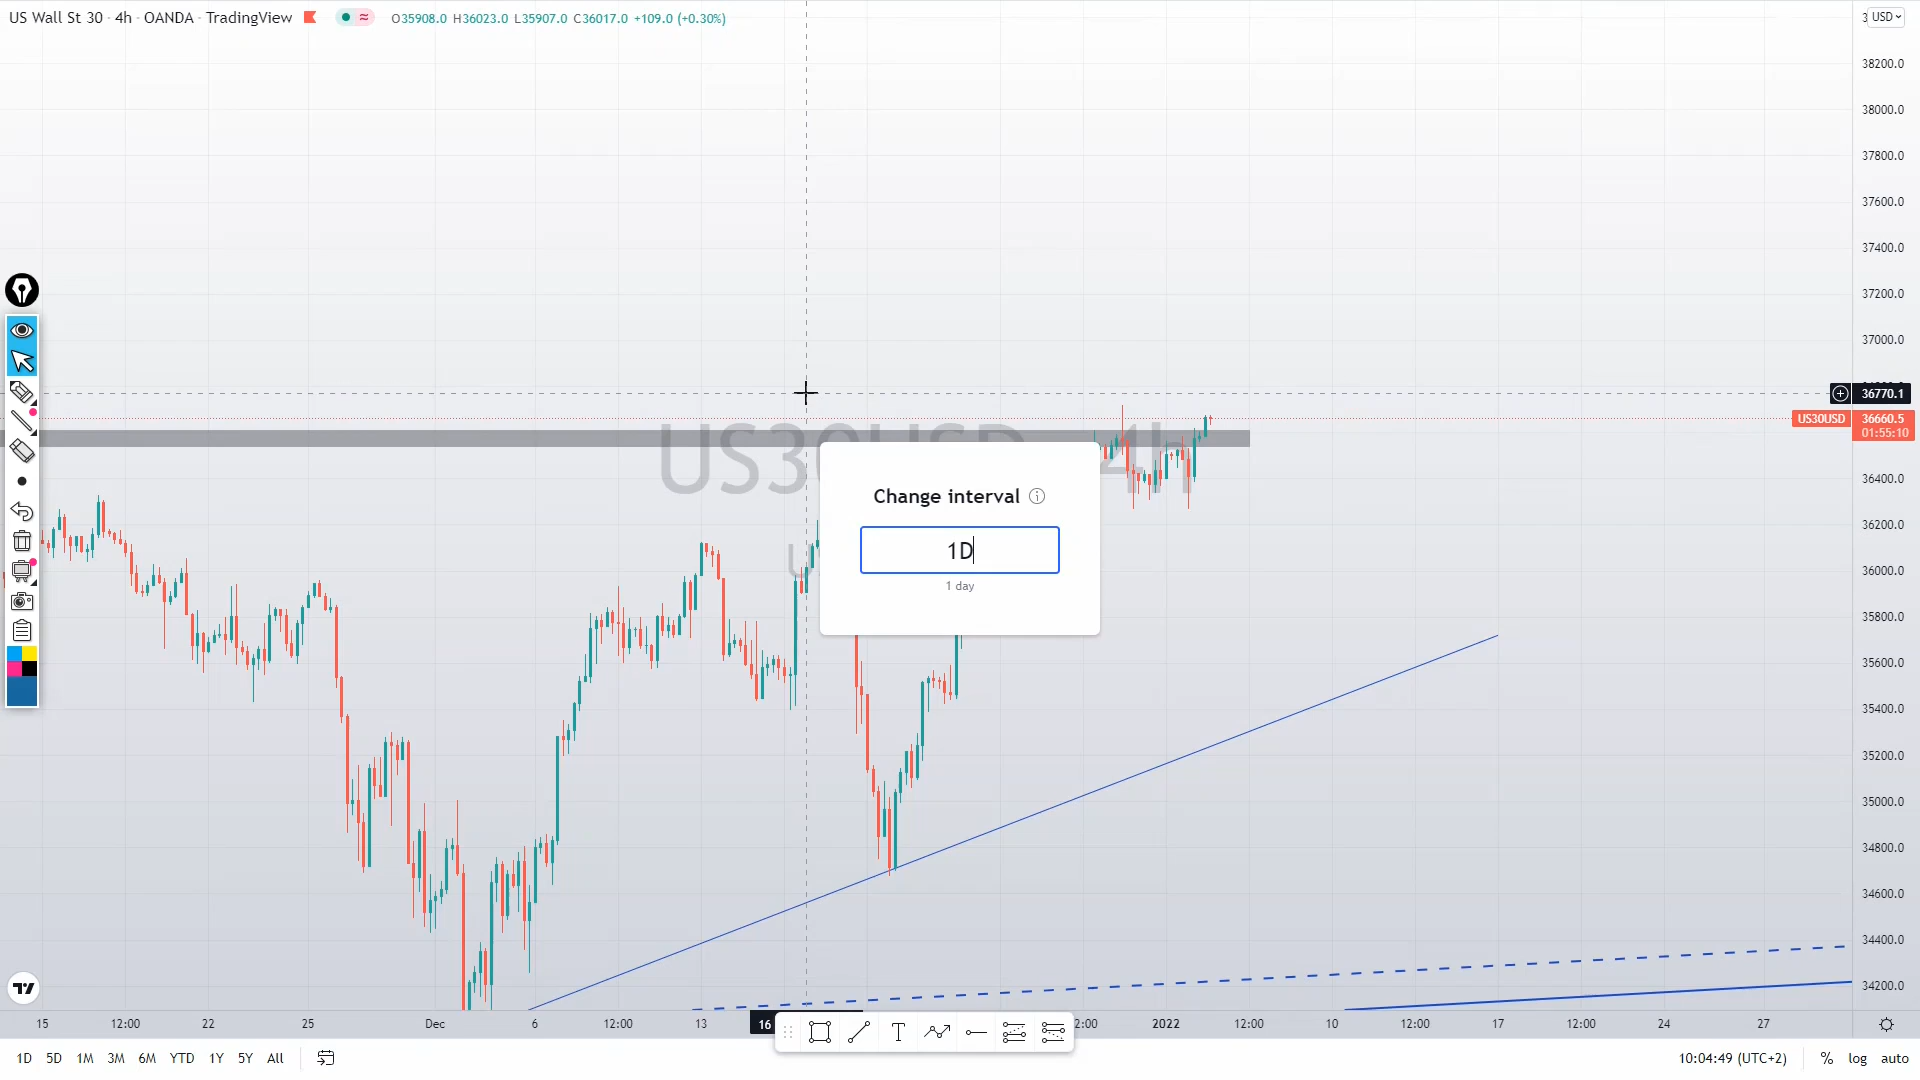 US Wall St 30 · 4h · OANDA · TradingView
O35908.0 H36023.0 L35907.0 C36017.0 +109.0 (+0.30%)
USD
38200.0
38000.0
37800.0
37600.0
37400.0
37200.0
37000.0
36770.1
US30USD 36660.5
01:55:10
US30USD 4h
36400.0
Change interval
36200.0
1D
36000.0
1 day
35800.0
35600.0
35400.0
35200.0
35000.0
34800.0
34600.0
34400.0
34200.0
15 12:00 22 25 Dec 6 12:00 13 16 2:00 2022 12:00 10 12:00 17 12:00 24 27
1D 5D 1M 3M 6M YTD 1Y 5Y All
10:04:49 (UTC+2) % log auto